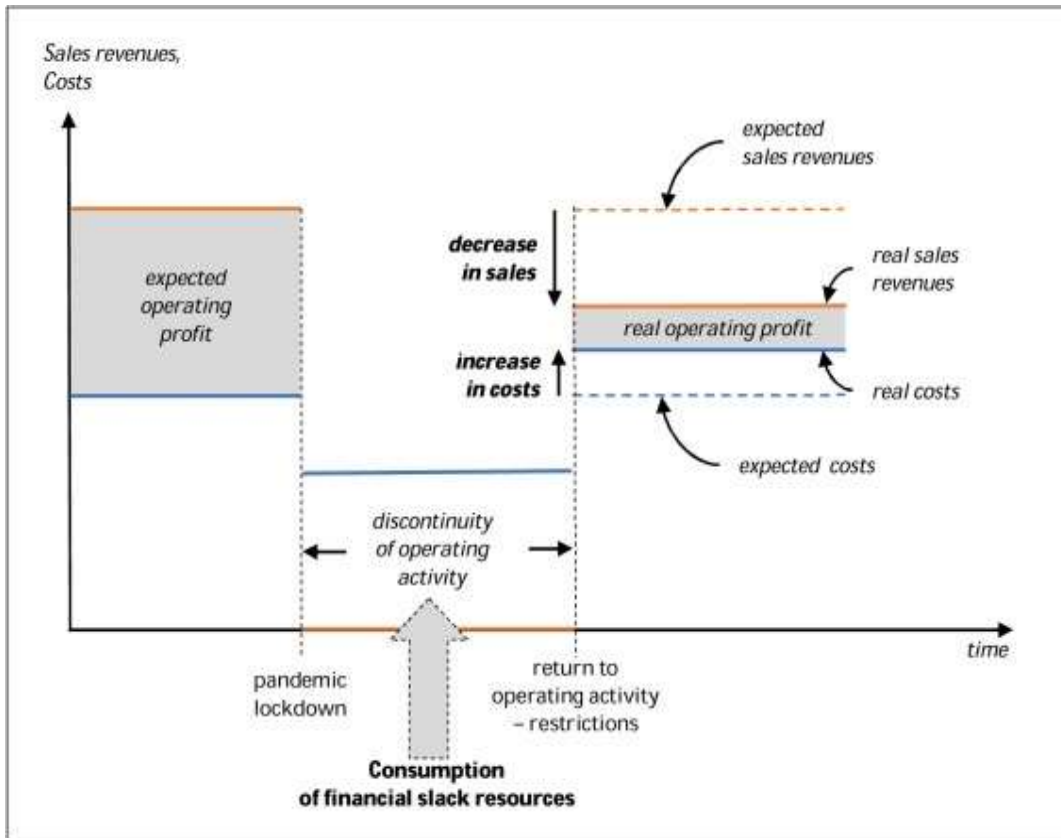 Sales revenues,
Costs
expected
sales revenues
decrease
in sales
real sales
revenues
expected
operating
profit
real operating profit
increase
in costs
real costs
expected costs
discontinuity
of operating
activity
time
pandemic
lockdown
return to
operating activity
– restrictions
Consumption
of financial slack resources